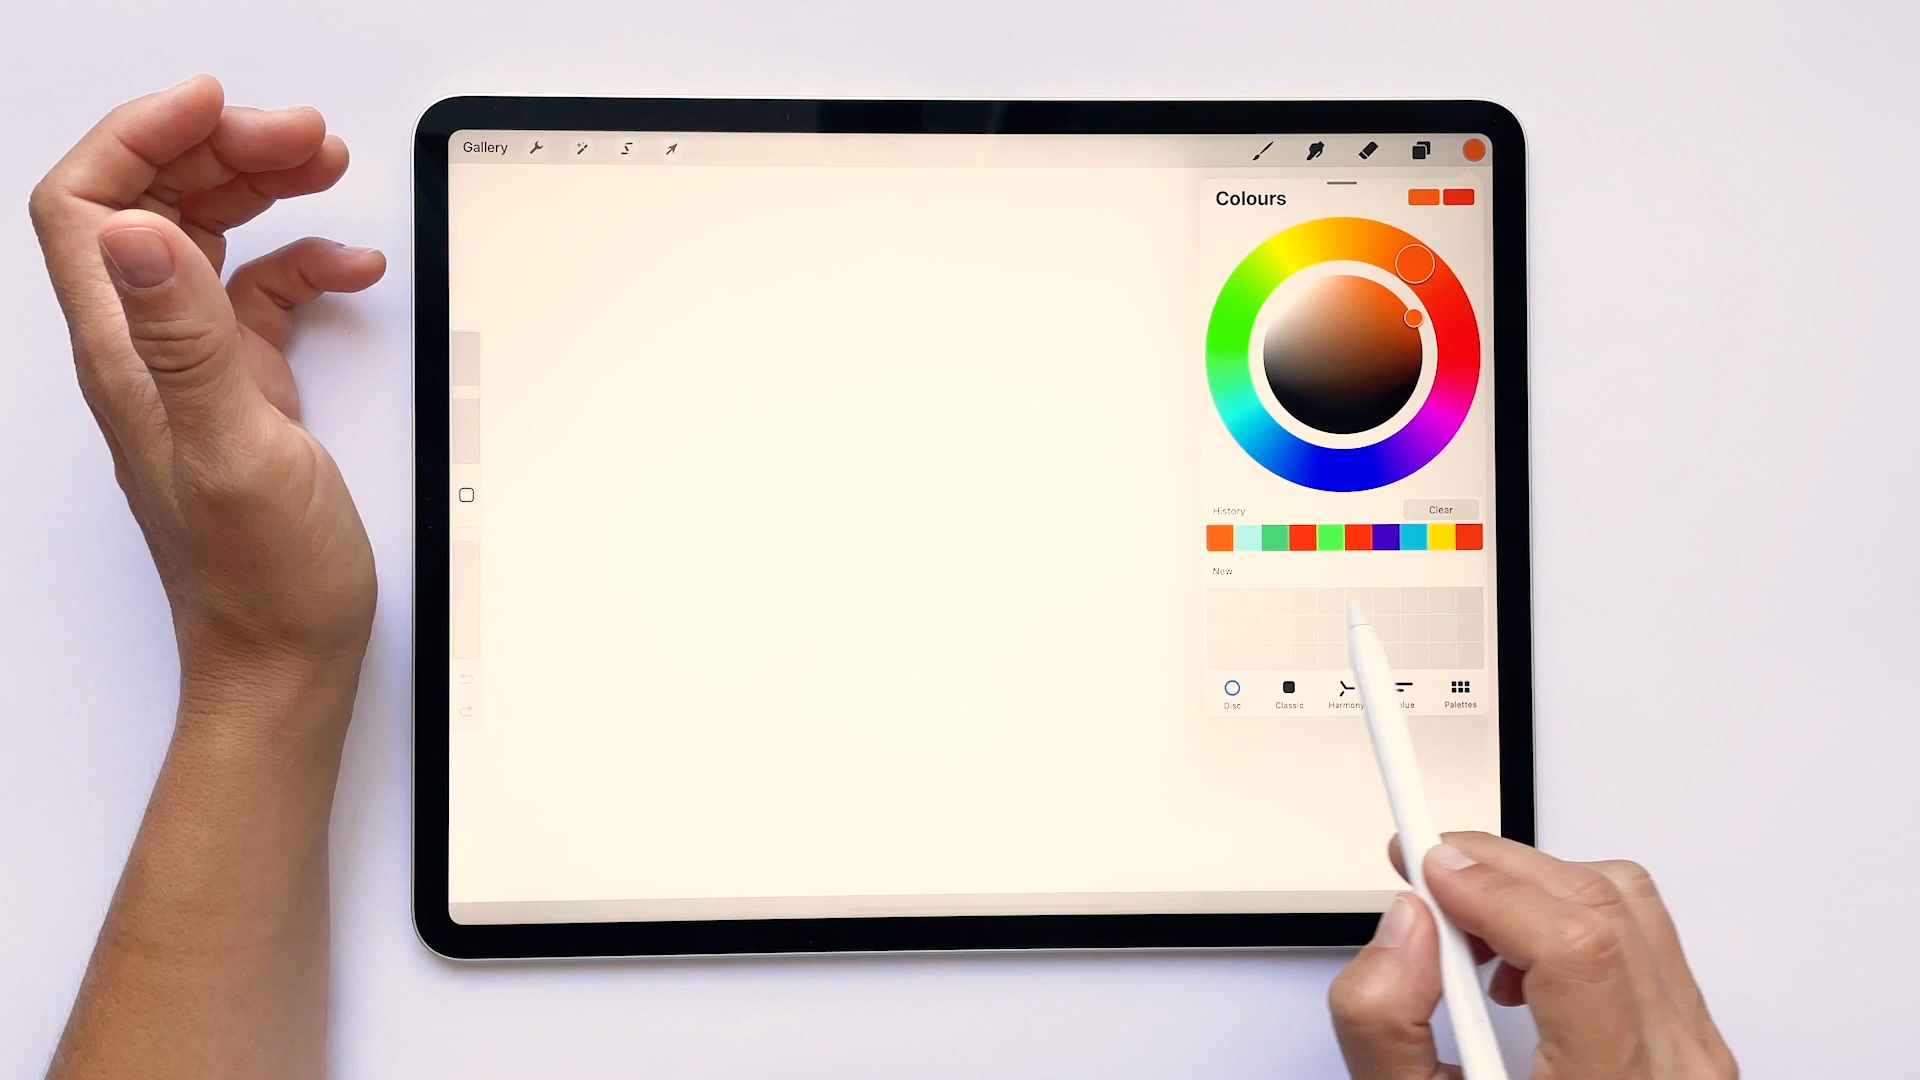 Gallery
Colours
History
Clear
New
Disc
Classic
Harmony
Palettes